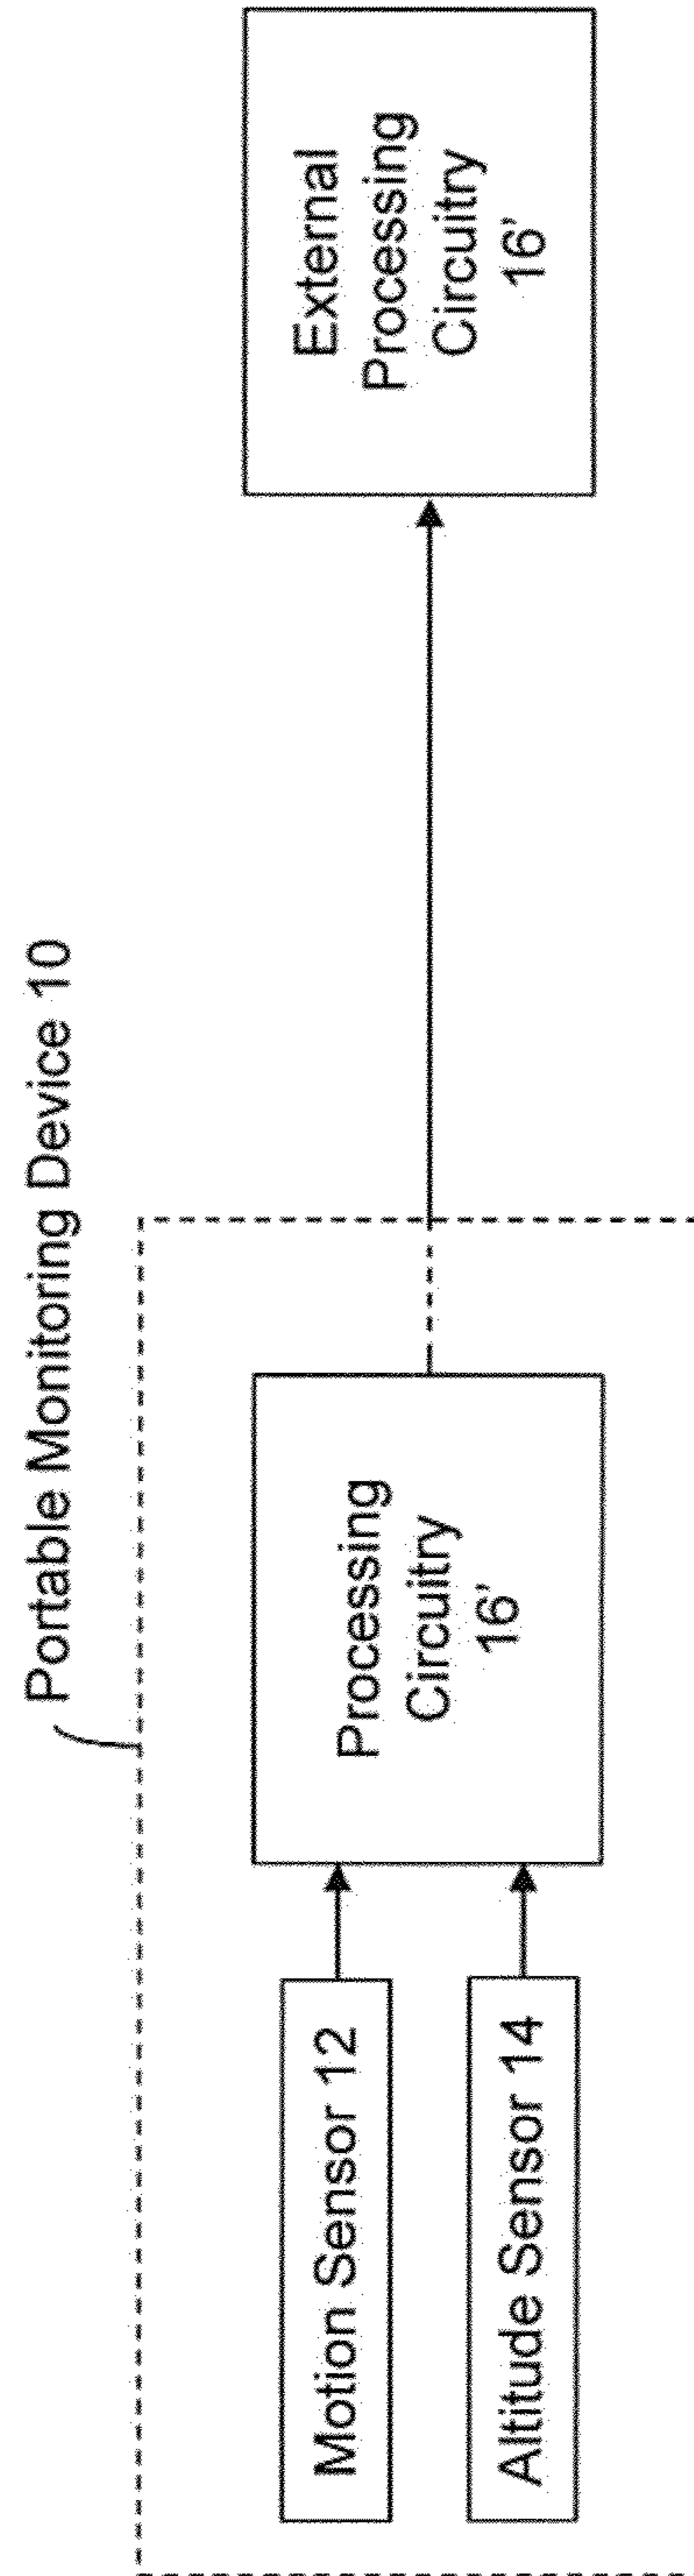 Portable Monitoring Device 10
Motion Sensor 12
Altitude Sensor 14
Processing
Circuitry
16'
External
Processing
Circuitry
16'